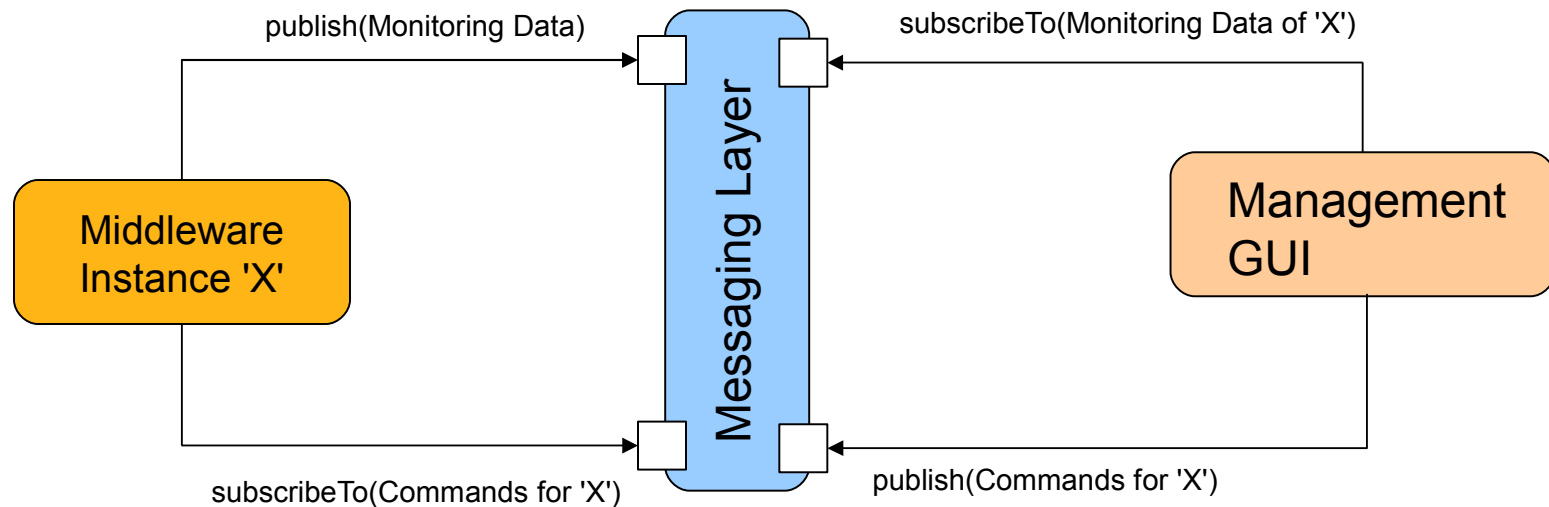 publish(Monitoring Data)
subscribeTo(Monitoring Data of 'X')
Middleware
Instance 'X'
Messaging Layer
Management
GUI
subscribeTo(Commands for 'X')
publish(Commands for 'X')